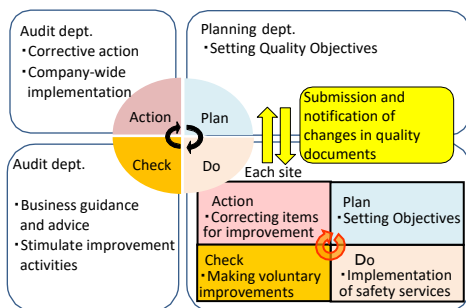 Audit dept.
・Corrective action
・Company-wide
implementation
Planning dept.
・Setting Quality Objectives
Action
Plan
Check
Do
Submission and
notification of
changes in quality
documents
Each site
Audit dept.
・Business guidance
and advice
・Stimulate improvement
activities
Action
・Correcting items
for improvement
Plan
・Setting Objectives
Check
・Making voluntary
improvements
Do
・Implementation
of safety services